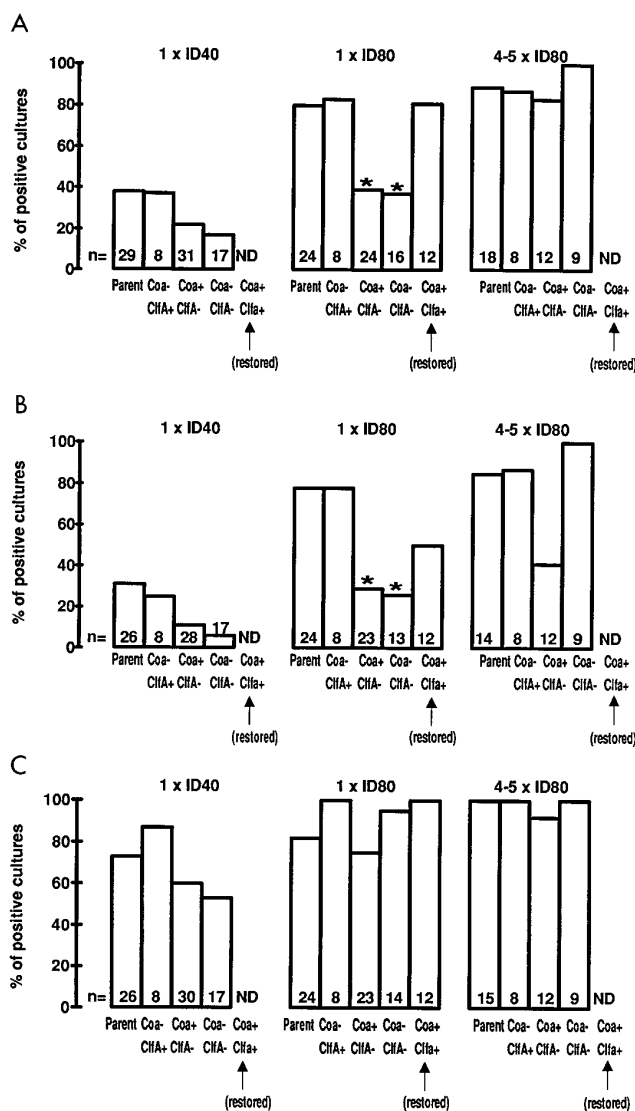 A
1 x ID40 1 x ID80 4-5 x ID80
% of positive cultures
100
80
60
40
20
0
* *
n= 29 8 31 17 ND 24 8 24 16 12 18 8 12 9 ND
Parent Coa- Coa+ Coa- Coa+ Parent Coa- Coa+ Coa- Coa+ Parent Coa- Coa+ Coa- Coa+
ClfA+ ClfA- ClfA- Clfa+ ClfA+ ClfA- ClfA- Clfa+ ClfA+ ClfA- ClfA- Clfa+
(restored) (restored) (restored)
B
1 x ID40 1 x ID80 4-5 x ID80
% of positive cultures
100
80
60
40
20
0
* *
n= 26 8 28 17 ND 24 8 23 13 12 14 8 12 9 ND
Parent Coa- Coa+ Coa- Coa+ Parent Coa- Coa+ Coa- Coa+ Parent Coa- Coa+ Coa- Coa+
ClfA+ ClfA- ClfA- Clfa+ ClfA+ ClfA- ClfA- Clfa+ ClfA+ ClfA- ClfA- Clfa+
(restored) (restored) (restored)
C
1 x ID40 1 x ID80 4-5 x ID80
% of positive cultures
100
80
60
40
20
0
n= 26 8 30 17 ND 24 8 23 14 12 15 8 12 9 ND
Parent Coa- Coa+ Coa- Coa+ Parent Coa- Coa+ Coa- Coa+ Parent Coa- Coa+ Coa- Coa+
ClfA+ ClfA- ClfA- Clfa+ ClfA+ ClfA- ClfA- Clfa+ ClfA+ ClfA- ClfA- Clfa+
(restored) (restored) (restored)